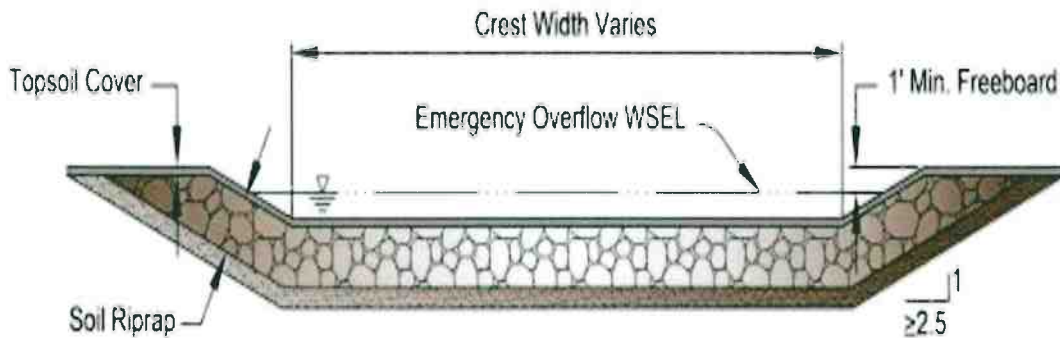 Crest Width Varies
Topsoil Cover
1' Min. Freeboard
Emergency Overflow WSEL
Soil Riprap
1
≥2.5